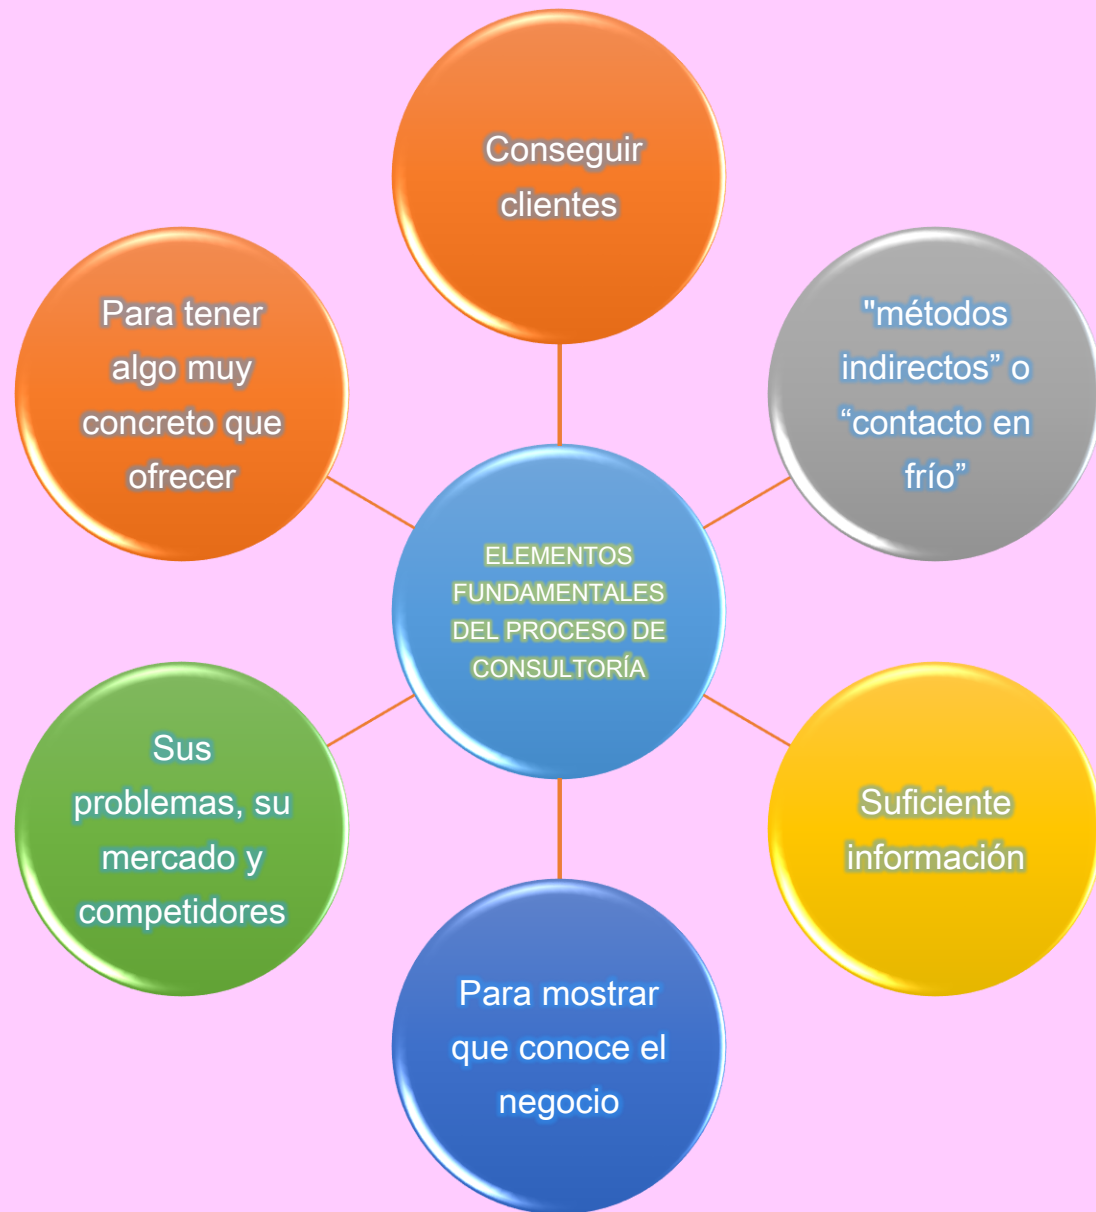 Conseguir
clientes
"métodos
indirectos” o
“contacto en
frío”
Suficiente
información
Para mostrar
que conoce el
negocio
Sus
problemas, su
mercado y
competidores
Para tener
algo muy
concreto que
ofrecer
ELEMENTOS
FUNDAMENTALES
DEL PROCESO DE
CONSULTORÍA